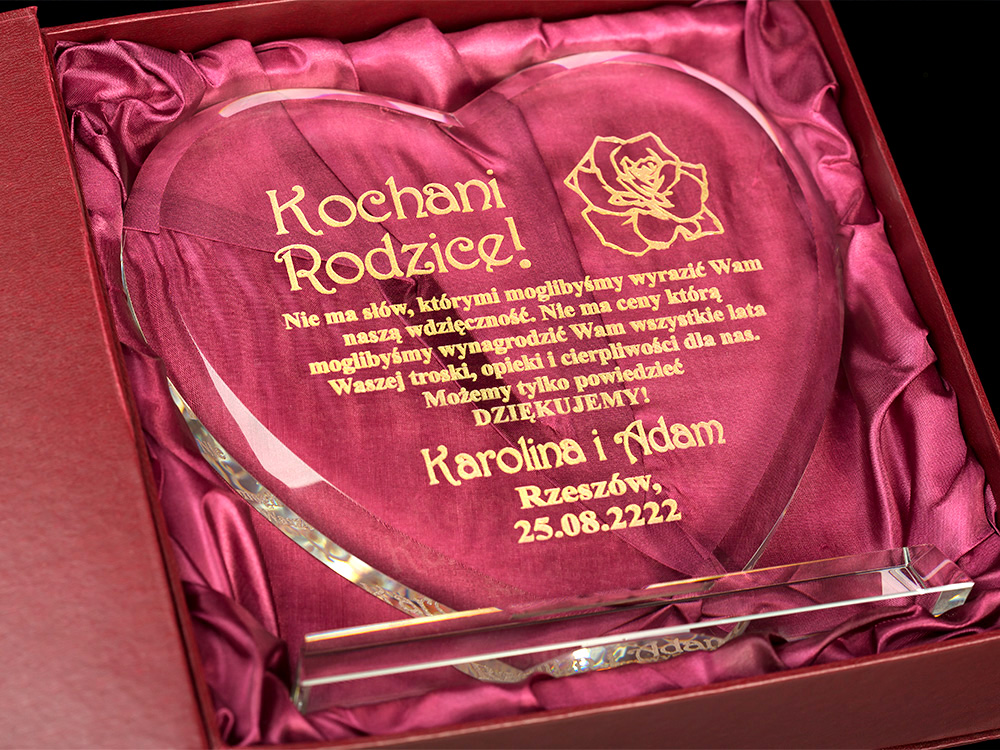 Kochani
Rodzice!
Nie ma słów, którymi moglibyśmy wyrazić Wam
naszą wdzięczność. Nie ma ceny którą
moglibyśmy wynagrodzić Wam wszystkie lata
Waszej troski, opieki i cierpliwości dla nas.
Możemy tylko powiedzieć
DZIĘKUJEMY!
Karolina i Adam
Rzeszów,
25.08.2222
Adam